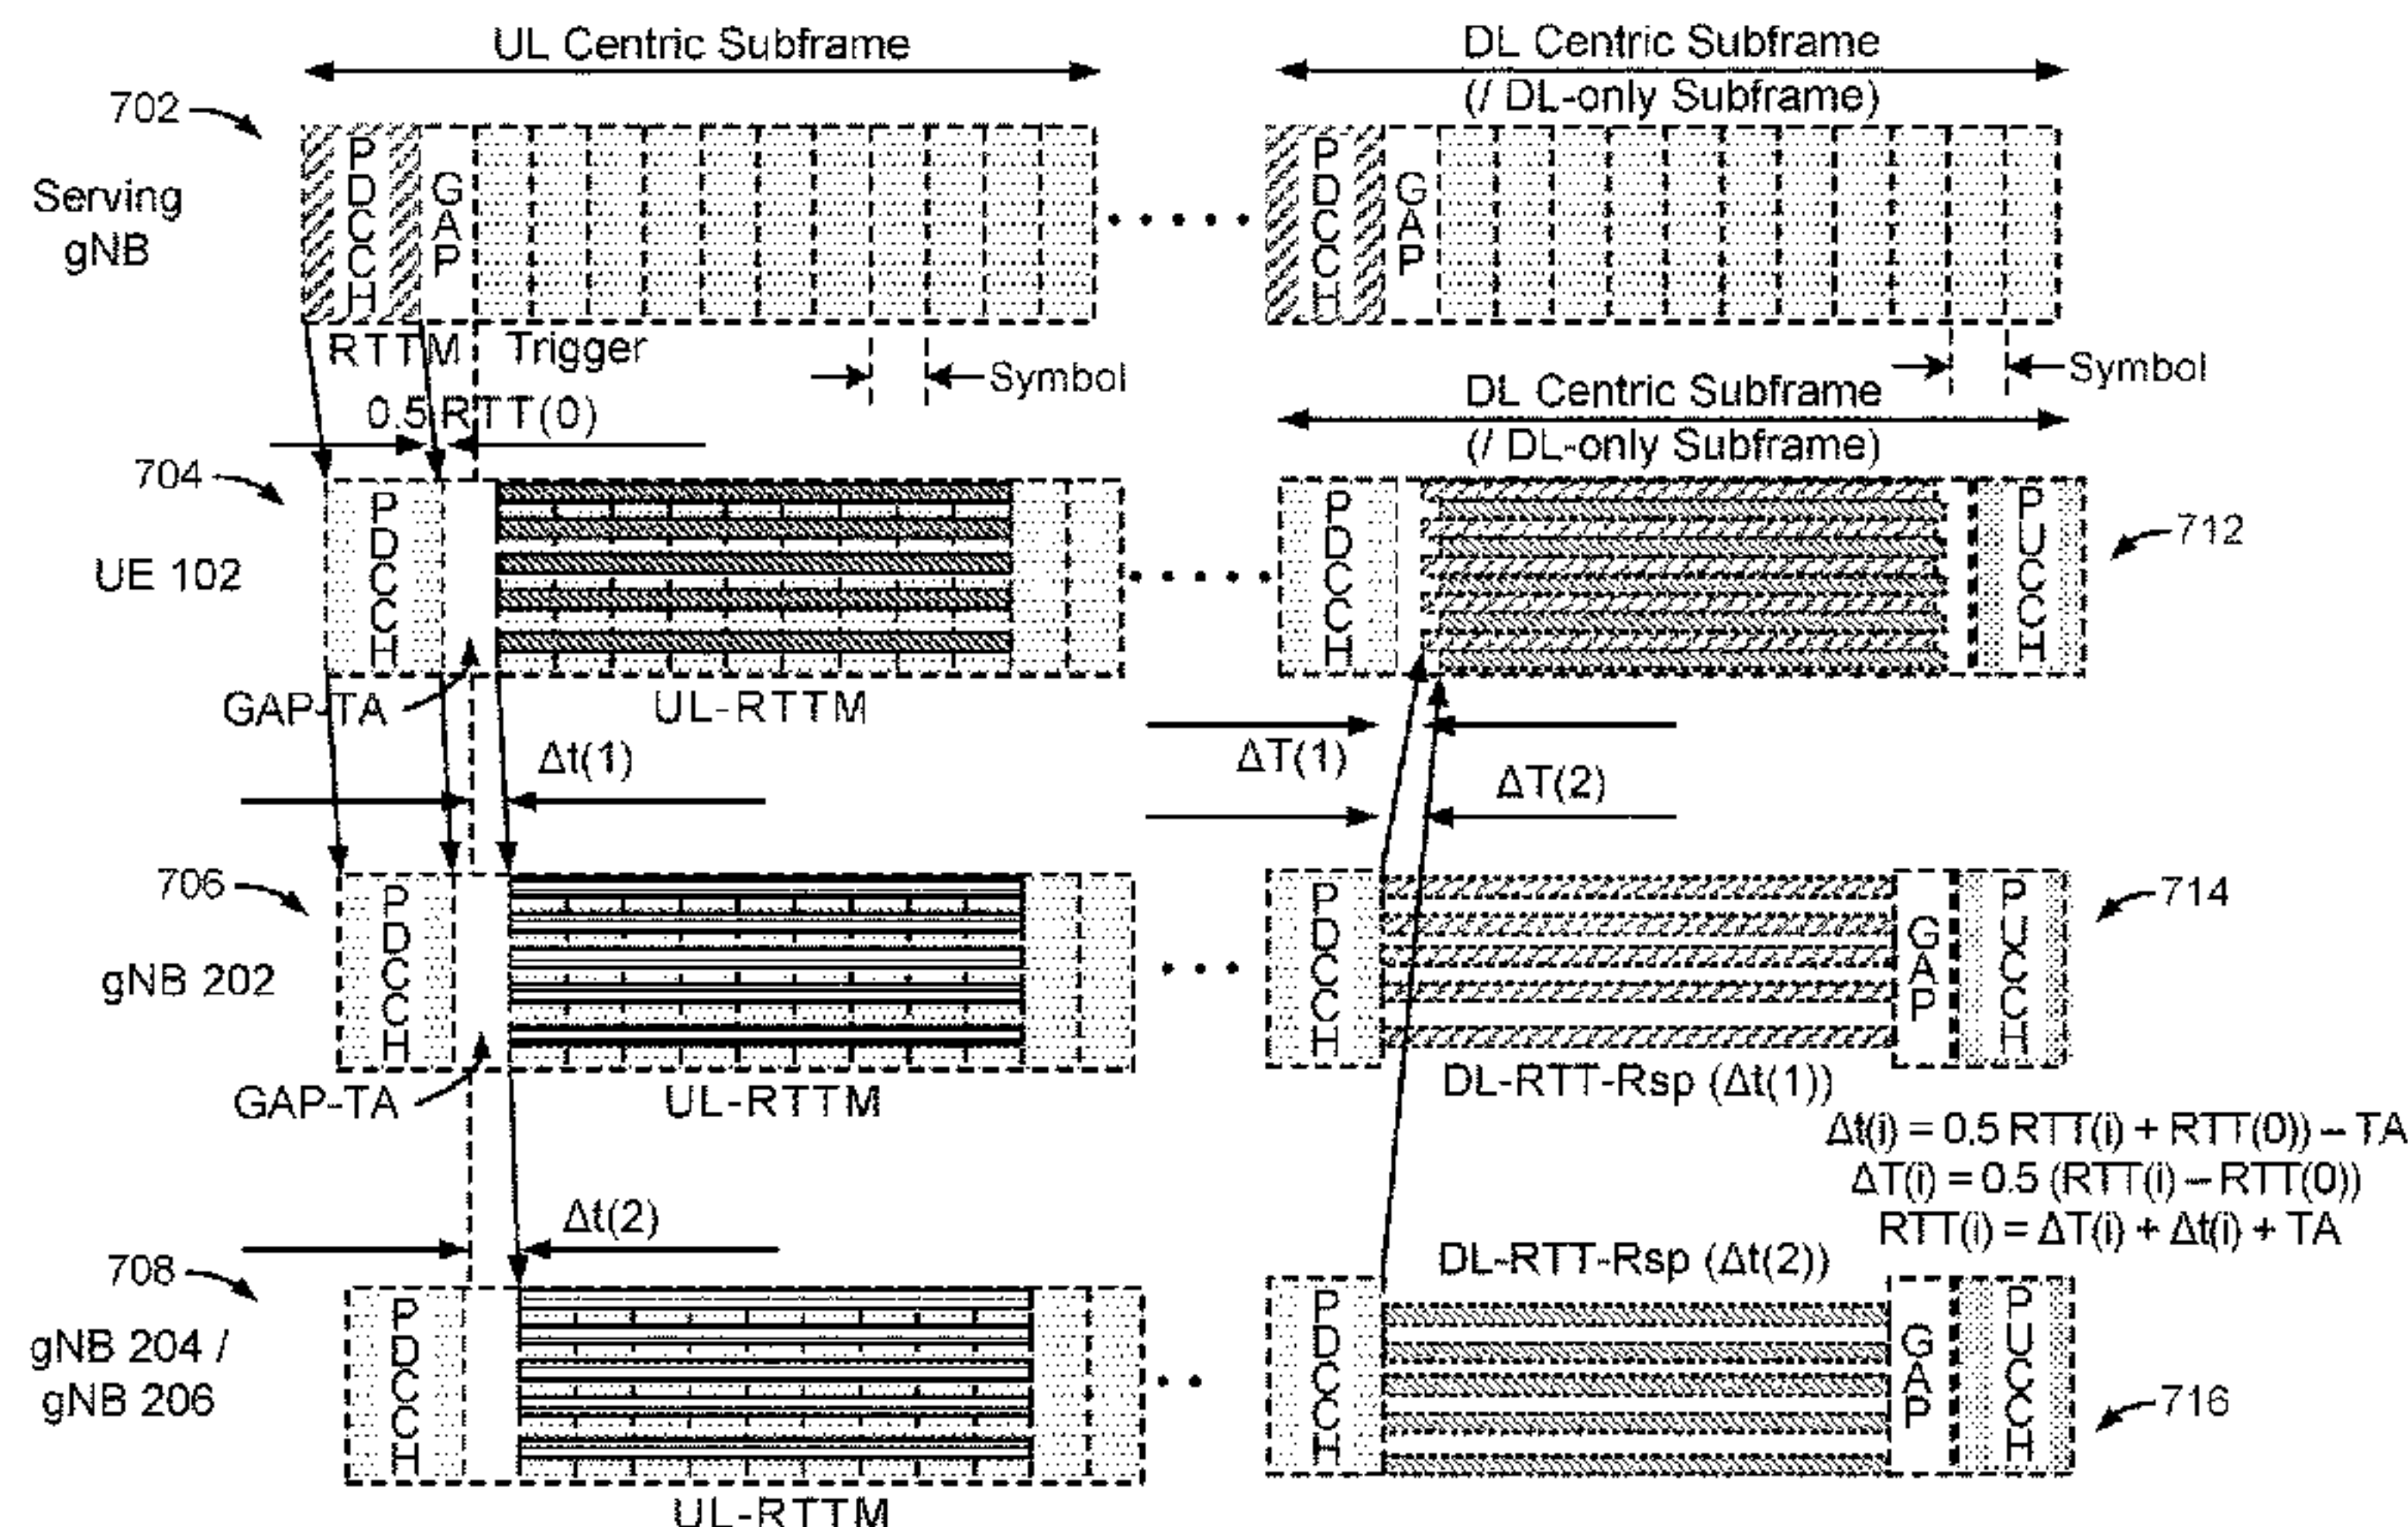 UL Centric Subframe
DL Centric Subframe
(/ DL-only Subframe)
702
Serving
gNB
PDCCH
GAP
PDCCH
GAP
RTTM Trigger
Symbol
Symbol
0.5 RTT(0)
DL Centric Subframe
(/ DL-only Subframe)
704
UE 102
PDCCH
PDCCH
PUCCH
712
GAP-TA
UL-RTTM
Δt(1)
ΔT(1)
ΔT(2)
706
gNB 202
PDCCH
PDCCH
GAP
PUCCH
714
GAP-TA
UL-RTTM
DL-RTT-Rsp (Δt(1))
Δt(i) = 0.5 RTT(i) + RTT(0)) – TA
ΔT(i) = 0.5 (RTT(i) – RTT(0))
RTT(i) = ΔT(i) + Δt(i) + TA
Δt(2)
DL-RTT-Rsp (Δt(2))
708
gNB 204 /
gNB 206
PDCCH
PDCCH
GAP
PUCCH
716
UL-RTTM